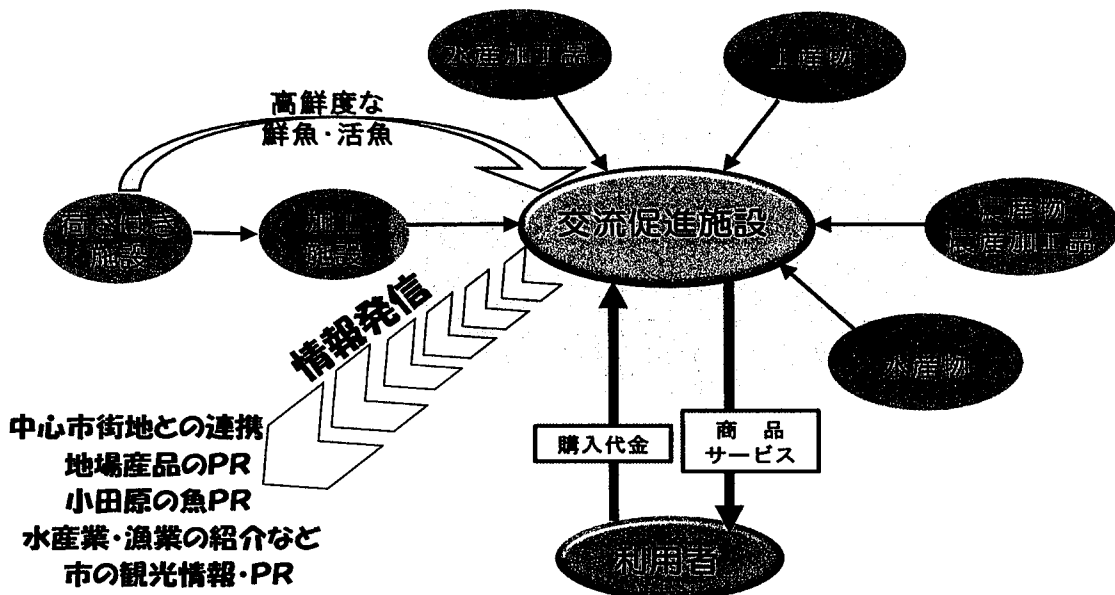 水産加工品
土産物
高鮮度な
鮮魚・活魚
荷さばき
施設
加工
施設
交流促進施設
農産物
農産加工品
水産物
情報発信
中心市街地との連携
地場産品のPR
小田原の魚PR
水産業・漁業の紹介など
市の観光情報・PR
購入代金
商 品
サービス
利用者